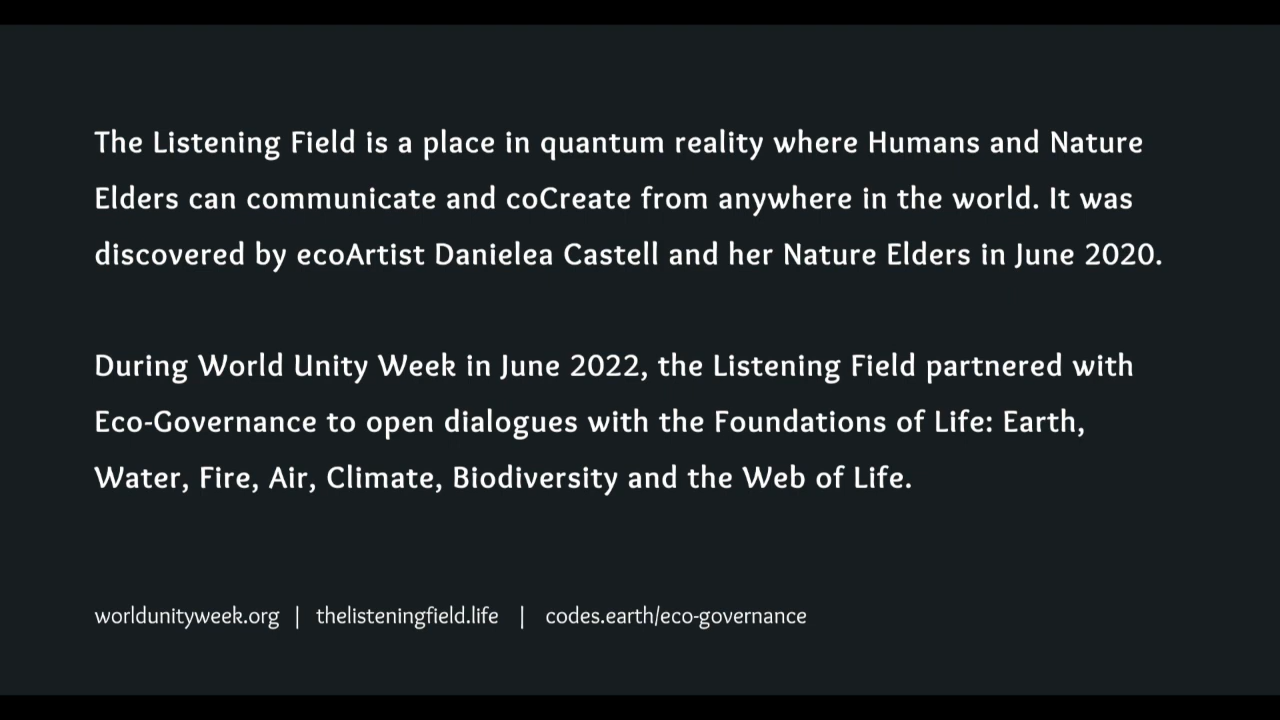 The Listening Field is a place in quantum reality where Humans and Nature
Elders can communicate and coCreate from anywhere in the world. It was
discovered by ecoArtist Danielea Castell and her Nature Elders in June 2020.
During World Unity Week in June 2022, the Listening Field partnered with
Eco-Governance to open dialogues with the Foundations of Life: Earth,
Water, Fire, Air, Climate, Biodiversity and the Web of Life.
worldunityweek.org | thelisteningfield.life | codes.earth/eco-governance